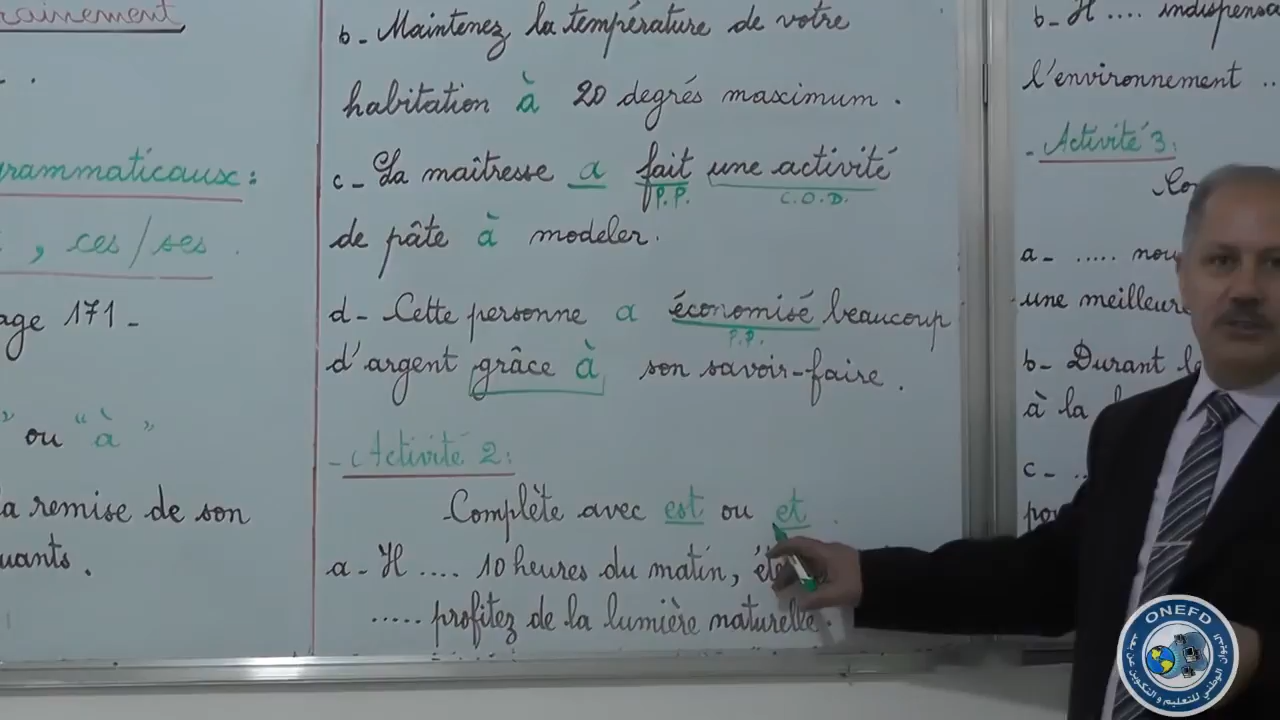 rainement
grammaticaux :
, ces / ses .
age 171 -
" ou " à "
la remise de son
uants .
b - Maintenez la température de votre
habitation à 20 degrés maximum .
c - La maîtresse a fait une activité
P.P. C.O.D.
de pâte à modeler .
d - Cette personne a économisé beaucoup
P.P.
d'argent grâce à son savoir-faire .
- Activité 2 :
Complète avec est ou et .
a - Il .... 10 heures du matin,
..... profitez de la lumière naturelle .
b - Il .... indispensa
l'environnement ..
- Activité 3 :
a - ..... nou
une meilleur
b - Durant
à la
c - ..
ONEFD